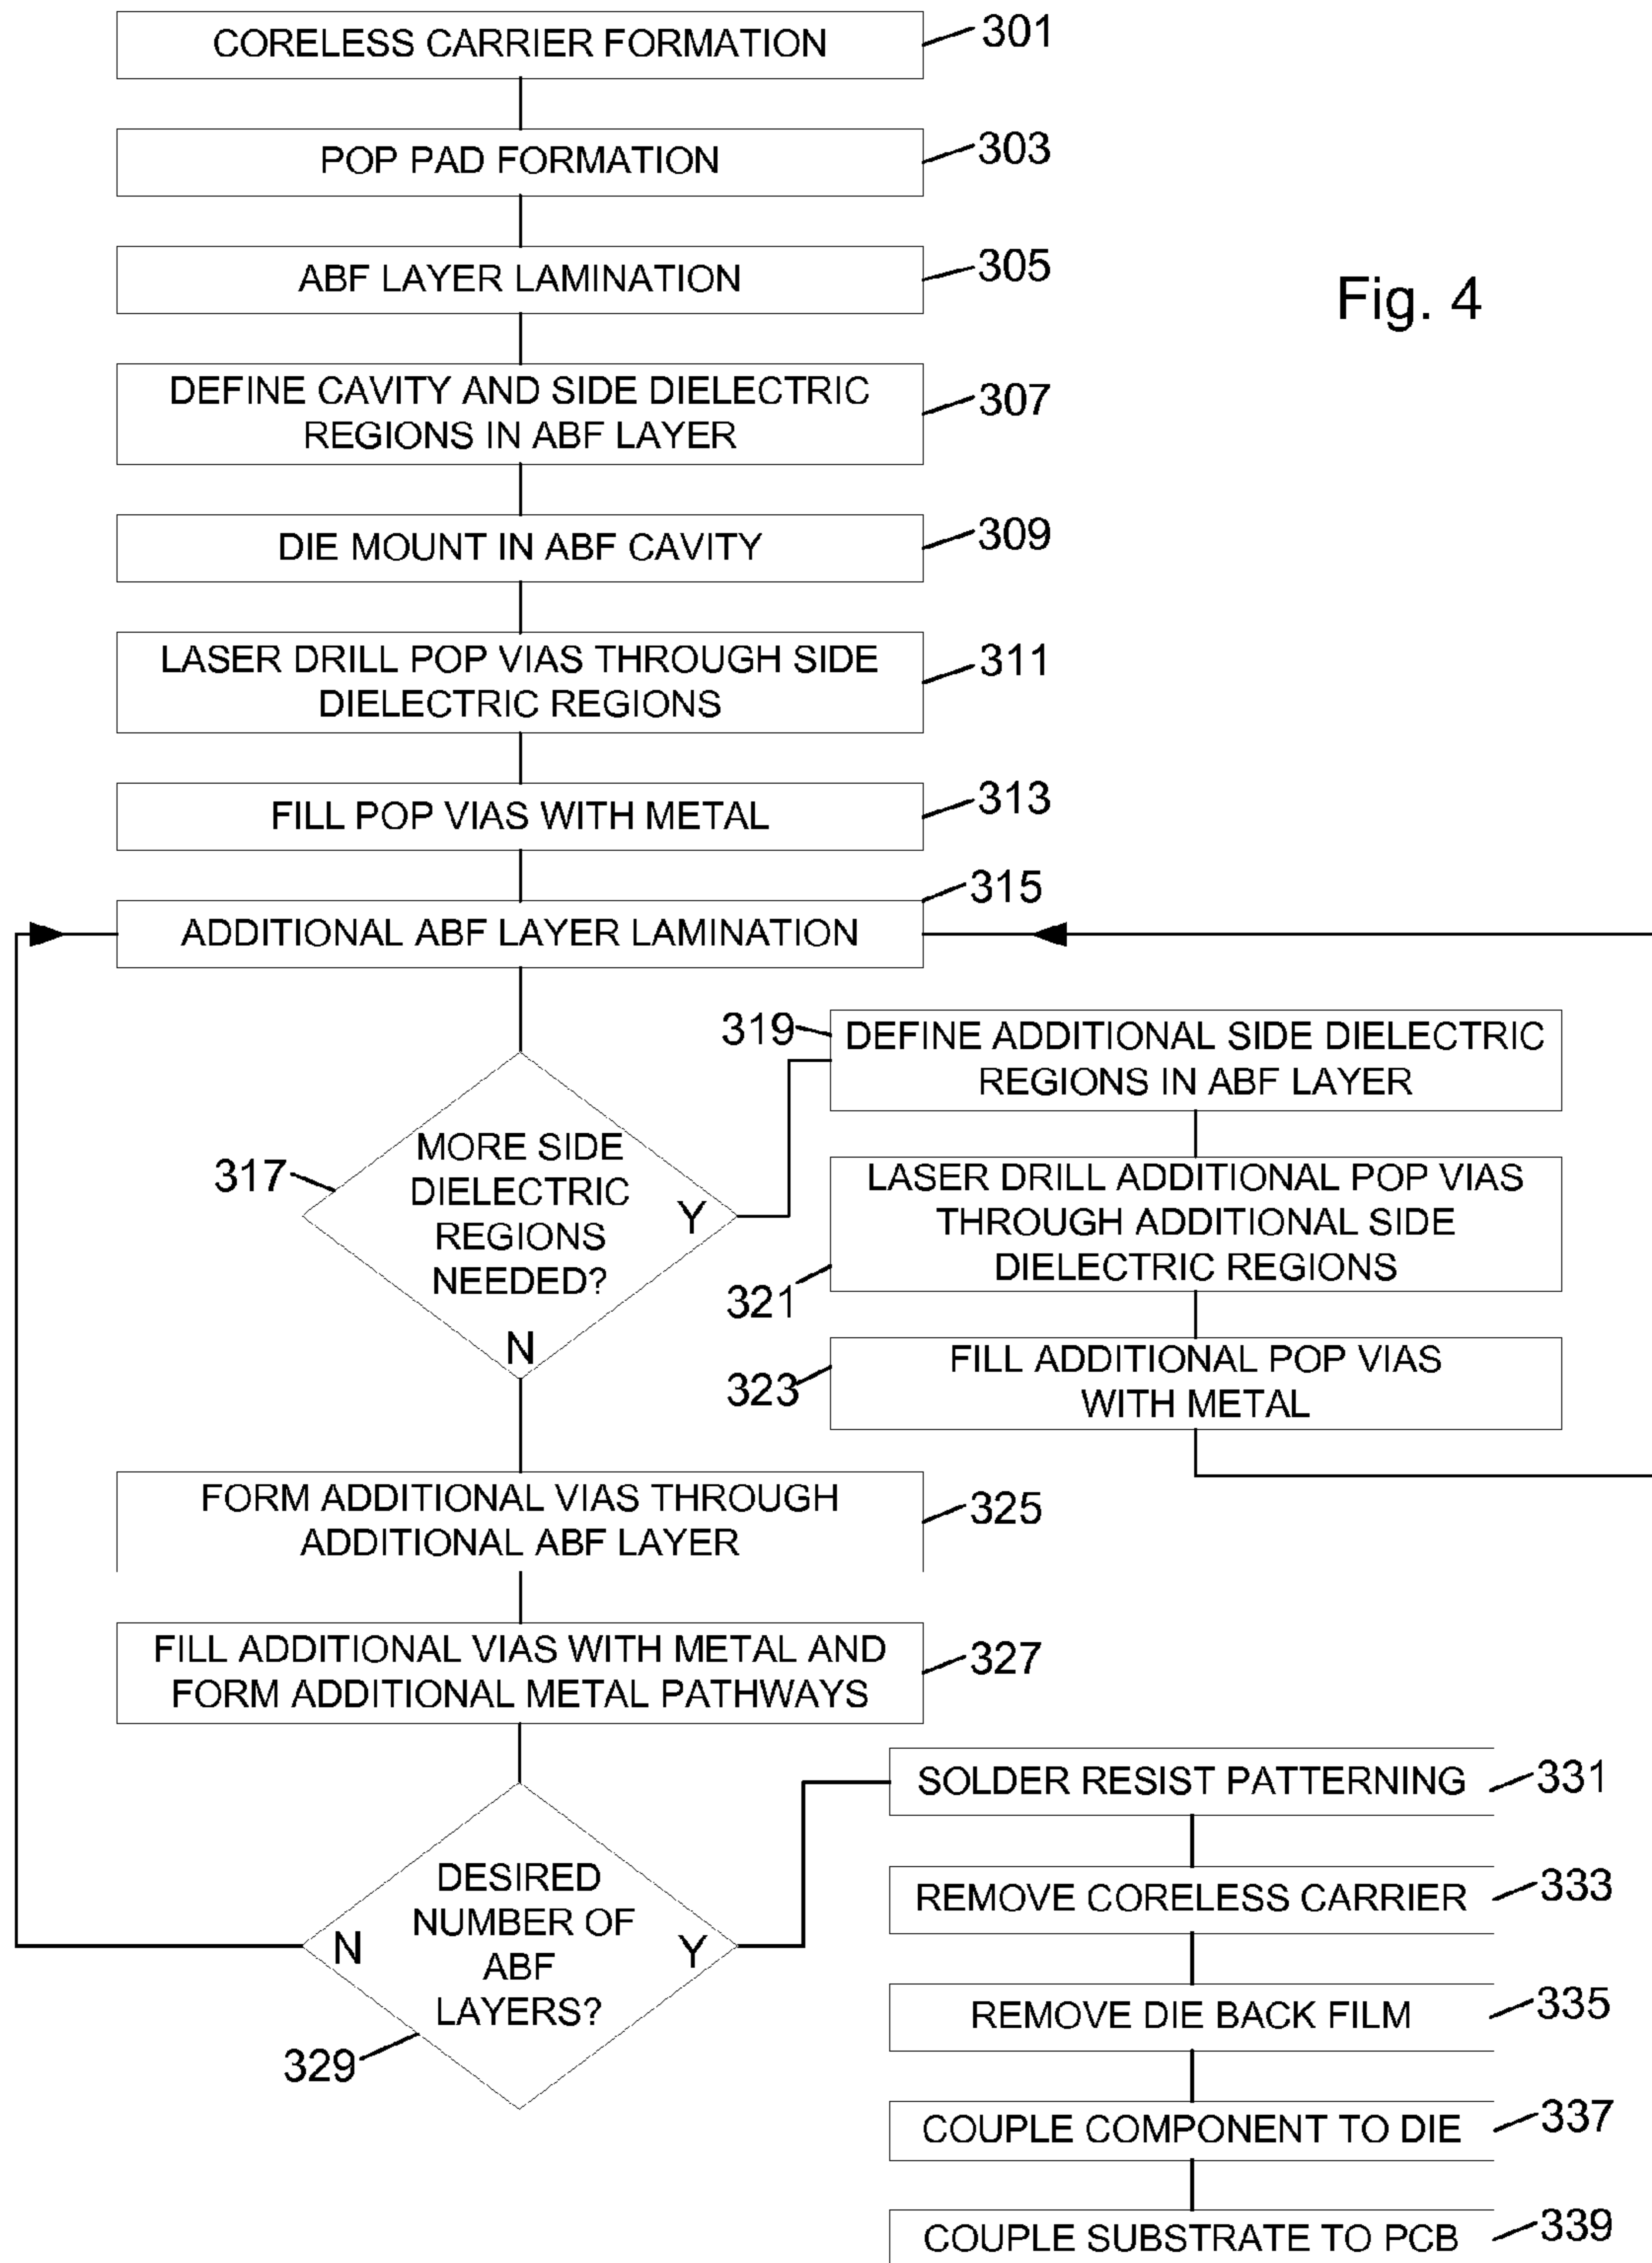 CORELESS CARRIER FORMATION
301
POP PAD FORMATION
303
ABF LAYER LAMINATION
305
Fig. 4
DEFINE CAVITY AND SIDE DIELECTRIC
REGIONS IN ABF LAYER
307
DIE MOUNT IN ABF CAVITY
309
LASER DRILL POP VIAS THROUGH SIDE
DIELECTRIC REGIONS
311
FILL POP VIAS WITH METAL
313
ADDITIONAL ABF LAYER LAMINATION
315
317
MORE SIDE
DIELECTRIC
REGIONS
NEEDED?
Y
N
319
DEFINE ADDITIONAL SIDE DIELECTRIC
REGIONS IN ABF LAYER
LASER DRILL ADDITIONAL POP VIAS
THROUGH ADDITIONAL SIDE
DIELECTRIC REGIONS
321
FILL ADDITIONAL POP VIAS
WITH METAL
323
FORM ADDITIONAL VIAS THROUGH
ADDITIONAL ABF LAYER
325
FILL ADDITIONAL VIAS WITH METAL AND
FORM ADDITIONAL METAL PATHWAYS
327
DESIRED
NUMBER OF
ABF
LAYERS?
N
Y
329
SOLDER RESIST PATTERNING
331
REMOVE CORELESS CARRIER
333
REMOVE DIE BACK FILM
335
COUPLE COMPONENT TO DIE
337
COUPLE SUBSTRATE TO PCB
339